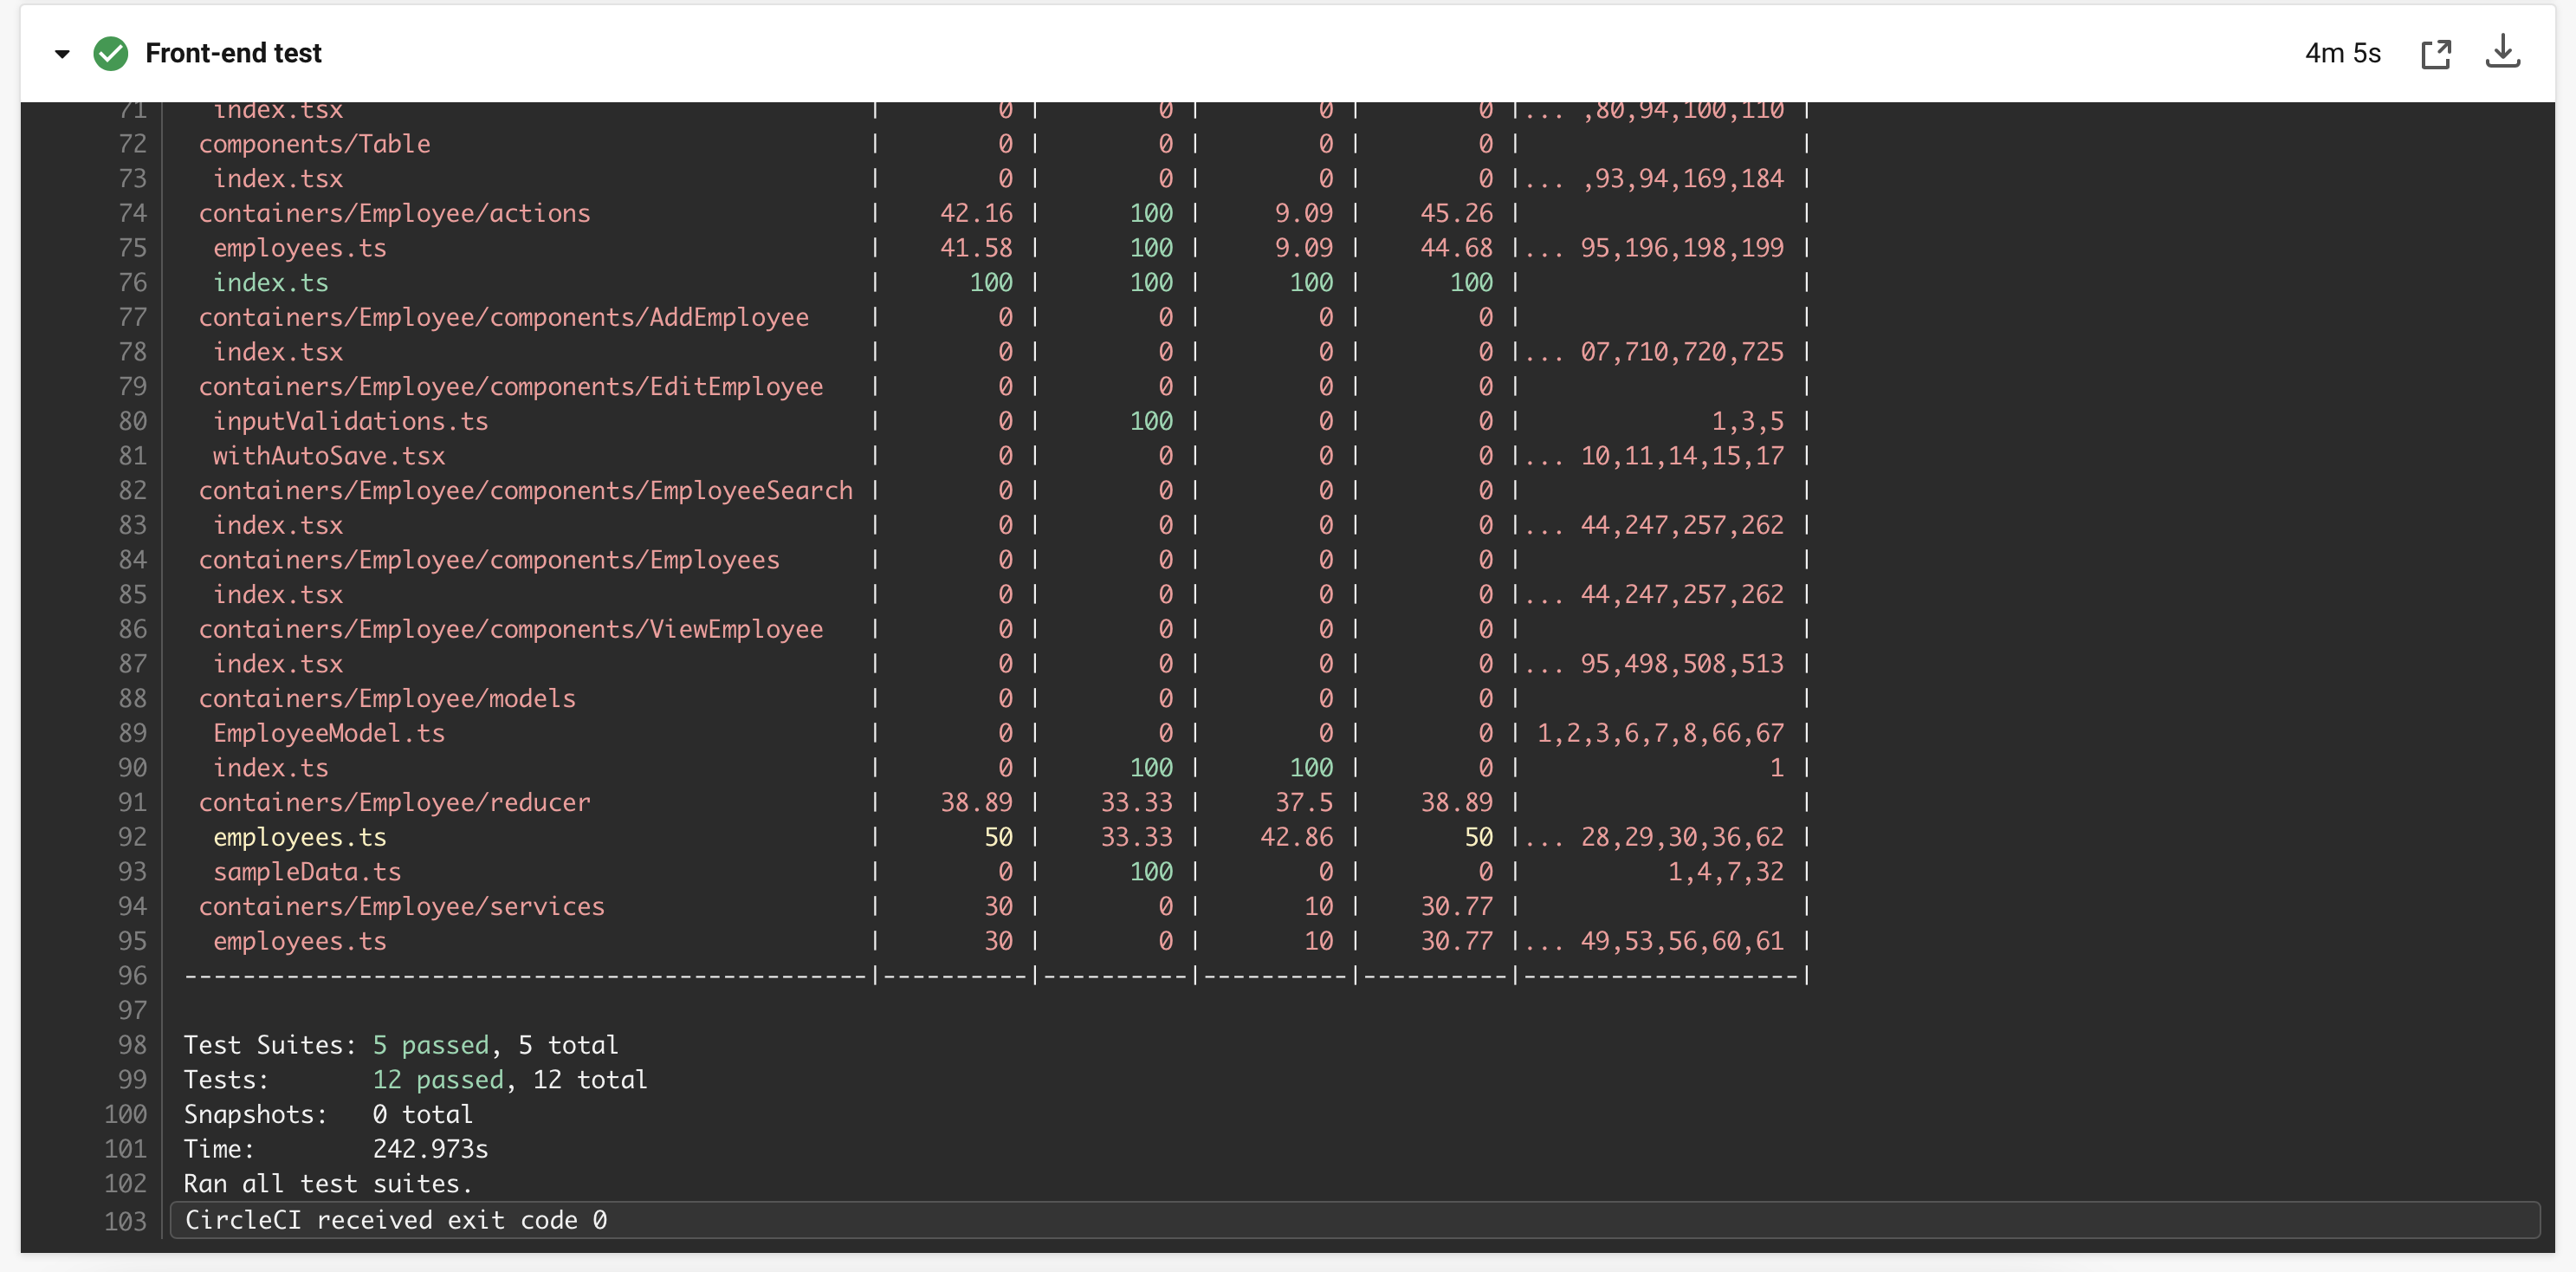 Front-end test 4m 5s
71 index.tsx | 0 | 0 | 0 | 0 |... ,80,94,100,110 |
72 components/Table | 0 | 0 | 0 | 0 | |
73 index.tsx | 0 | 0 | 0 | 0 |... ,93,94,169,184 |
74 containers/Employee/actions | 42.16 | 100 | 9.09 | 45.26 | |
75 employees.ts | 41.58 | 100 | 9.09 | 44.68 |... 95,196,198,199 |
76 index.ts | 100 | 100 | 100 | 100 | |
77 containers/Employee/components/AddEmployee | 0 | 0 | 0 | 0 | |
78 index.tsx | 0 | 0 | 0 | 0 |... 07,710,720,725 |
79 containers/Employee/components/EditEmployee | 0 | 0 | 0 | 0 | |
80 inputValidations.ts | 0 | 100 | 0 | 0 | 1,3,5 |
81 withAutoSave.tsx | 0 | 0 | 0 | 0 |... 10,11,14,15,17 |
82 containers/Employee/components/EmployeeSearch | 0 | 0 | 0 | 0 | |
83 index.tsx | 0 | 0 | 0 | 0 |... 44,247,257,262 |
84 containers/Employee/components/Employees | 0 | 0 | 0 | 0 | |
85 index.tsx | 0 | 0 | 0 | 0 |... 44,247,257,262 |
86 containers/Employee/components/ViewEmployee | 0 | 0 | 0 | 0 | |
87 index.tsx | 0 | 0 | 0 | 0 |... 95,498,508,513 |
88 containers/Employee/models | 0 | 0 | 0 | 0 | |
89 EmployeeModel.ts | 0 | 0 | 0 | 0 | 1,2,3,6,7,8,66,67 |
90 index.ts | 0 | 100 | 100 | 0 | 1 |
91 containers/Employee/reducer | 38.89 | 33.33 | 37.5 | 38.89 | |
92 employees.ts | 50 | 33.33 | 42.86 | 50 |... 28,29,30,36,62 |
93 sampleData.ts | 0 | 100 | 0 | 0 | 1,4,7,32 |
94 containers/Employee/services | 30 | 0 | 10 | 30.77 | |
95 employees.ts | 30 | 0 | 10 | 30.77 |... 49,53,56,60,61 |
96 -----------------------------------------------|----------|----------|----------|----------|-------------------|
97
98 Test Suites: 5 passed, 5 total
99 Tests: 12 passed, 12 total
100 Snapshots: 0 total
101 Time: 242.973s
102 Ran all test suites.
103 CircleCI received exit code 0